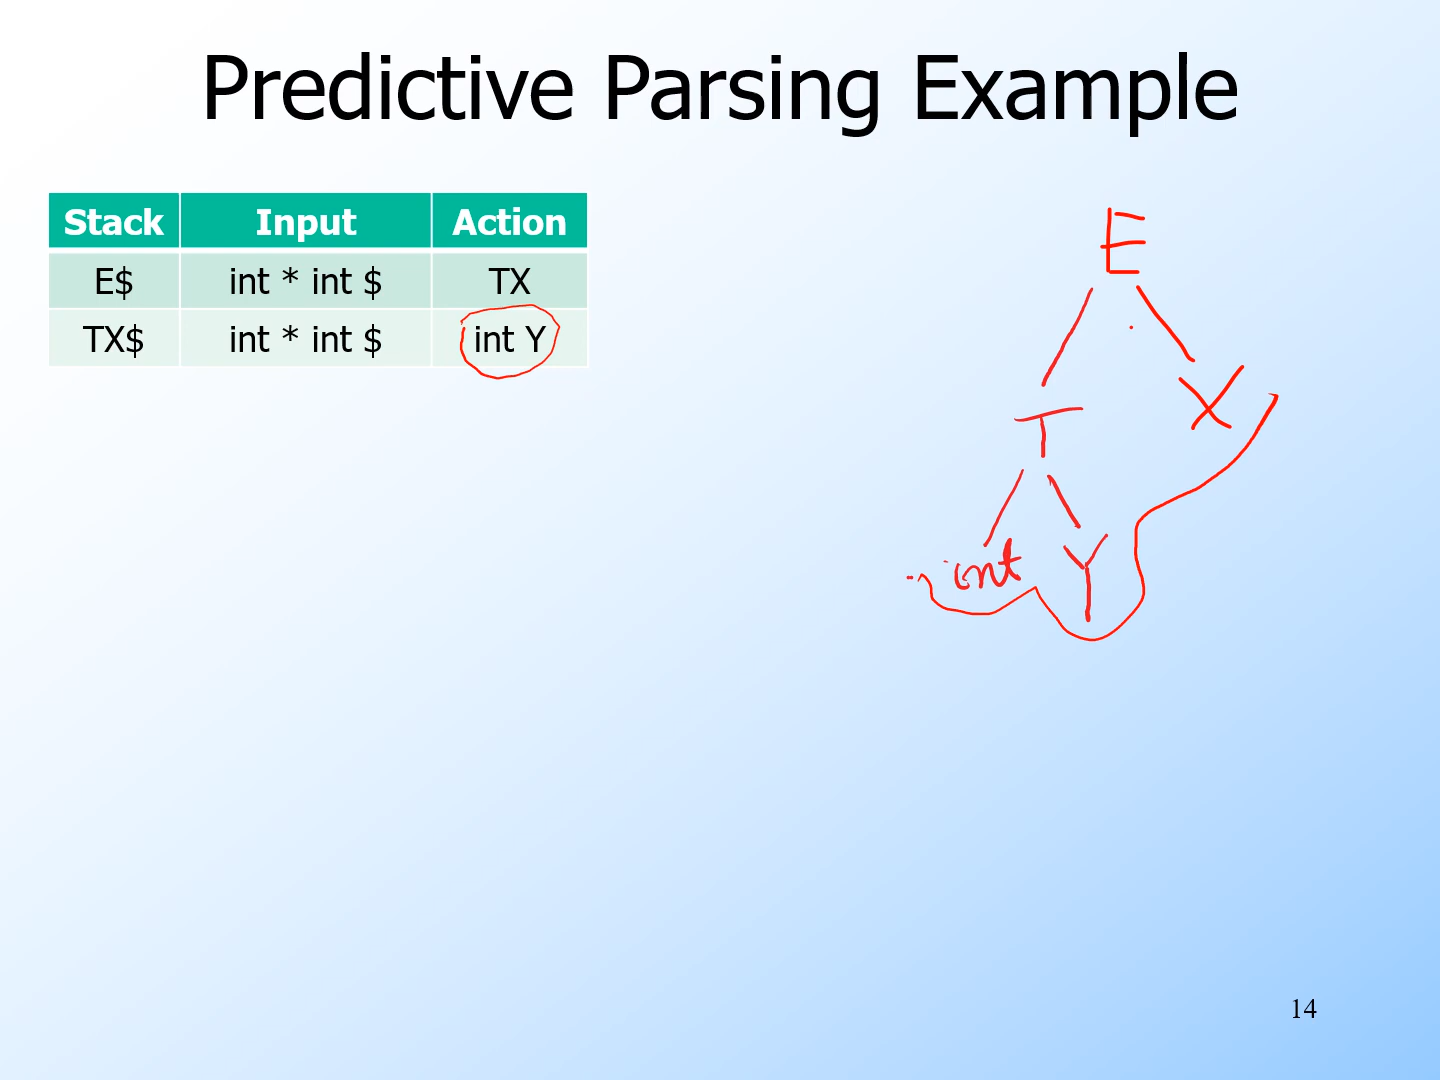 Predictive Parsing Example
Stack Input Action
E$ int * int $ TX
TX$ int * int $ int Y
E
T X
int Y
14